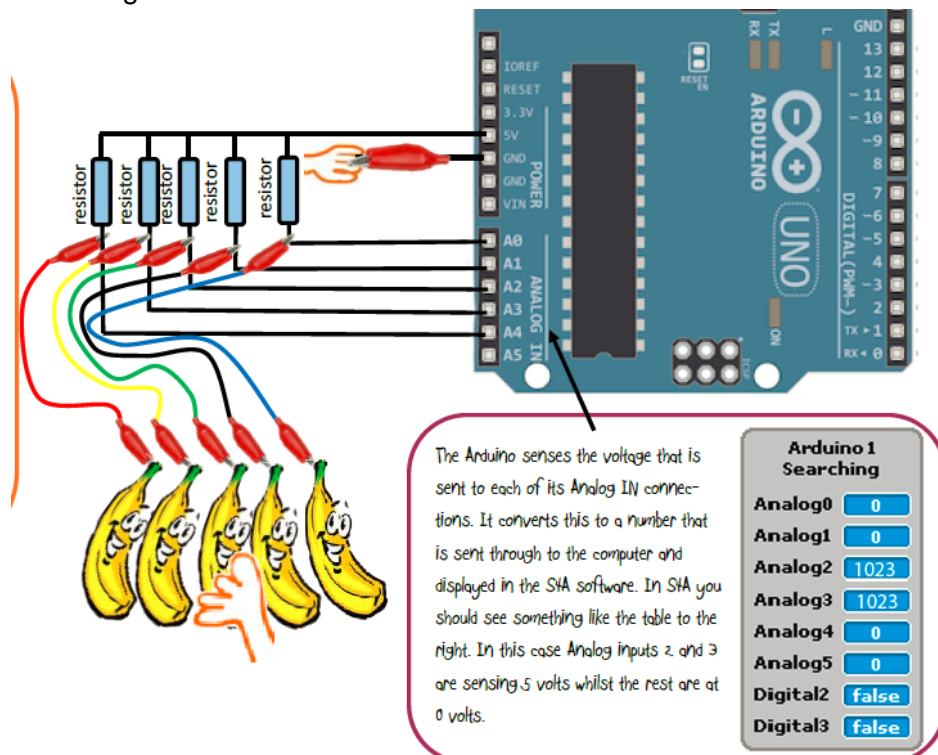 resistor
resistor
resistor
resistor
resistor
IOREF
RESET
3.3V
5V
GND
GND
VIN
POWER
A0
A1
A2
A3
A4
A5
ANALOG IN
RESET
EN
RX
TX
L
ARDUINO
UNO
ON
ICSP
GND
13
12
~11
~10
~9
8
7
~6
~5
4
~3
2
TX ▸ 1
RX ◂ 0
DIGITAL (PWM~)
The Arduino senses the voltage that is
sent to each of its Analog IN connec-
tions. It converts this to a number that
is sent through to the computer and
displayed in the S4A software. In S4A you
should see something like the table to the
right. In this case Analog inputs 2 and 3
are sensing 5 volts whilst the rest are at
0 volts.
Arduino 1
Searching
Analog0 0
Analog1 0
Analog2 1023
Analog3 1023
Analog4 0
Analog5 0
Digital2 false
Digital3 false